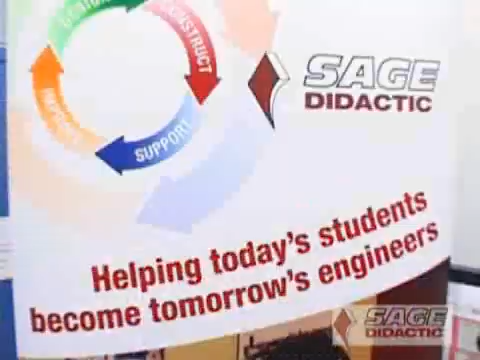 CONSTRUCT
SUPPORT
SAGE
DIDACTIC
Helping today's students
become tomorrow's engineers
SAGE
DIDACTIC